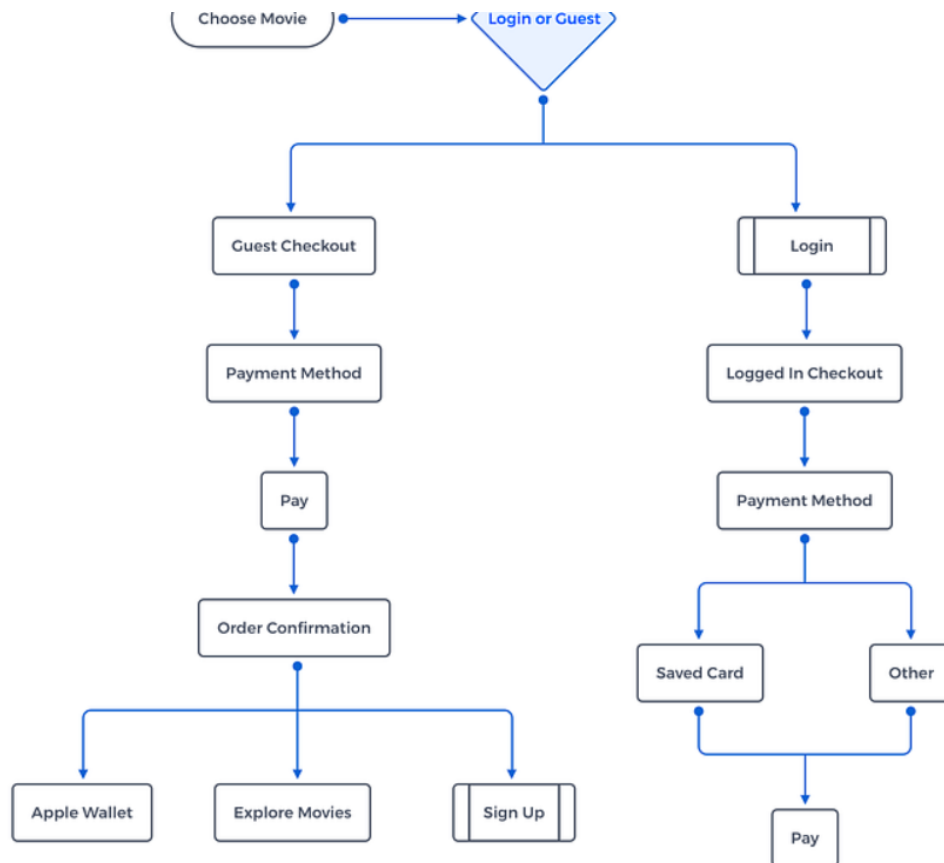 Choose Movie
Login or Guest
Guest Checkout
Login
Payment Method
Logged In Checkout
Pay
Payment Method
Order Confirmation
Saved Card
Other
Apple Wallet
Explore Movies
Sign Up
Pay